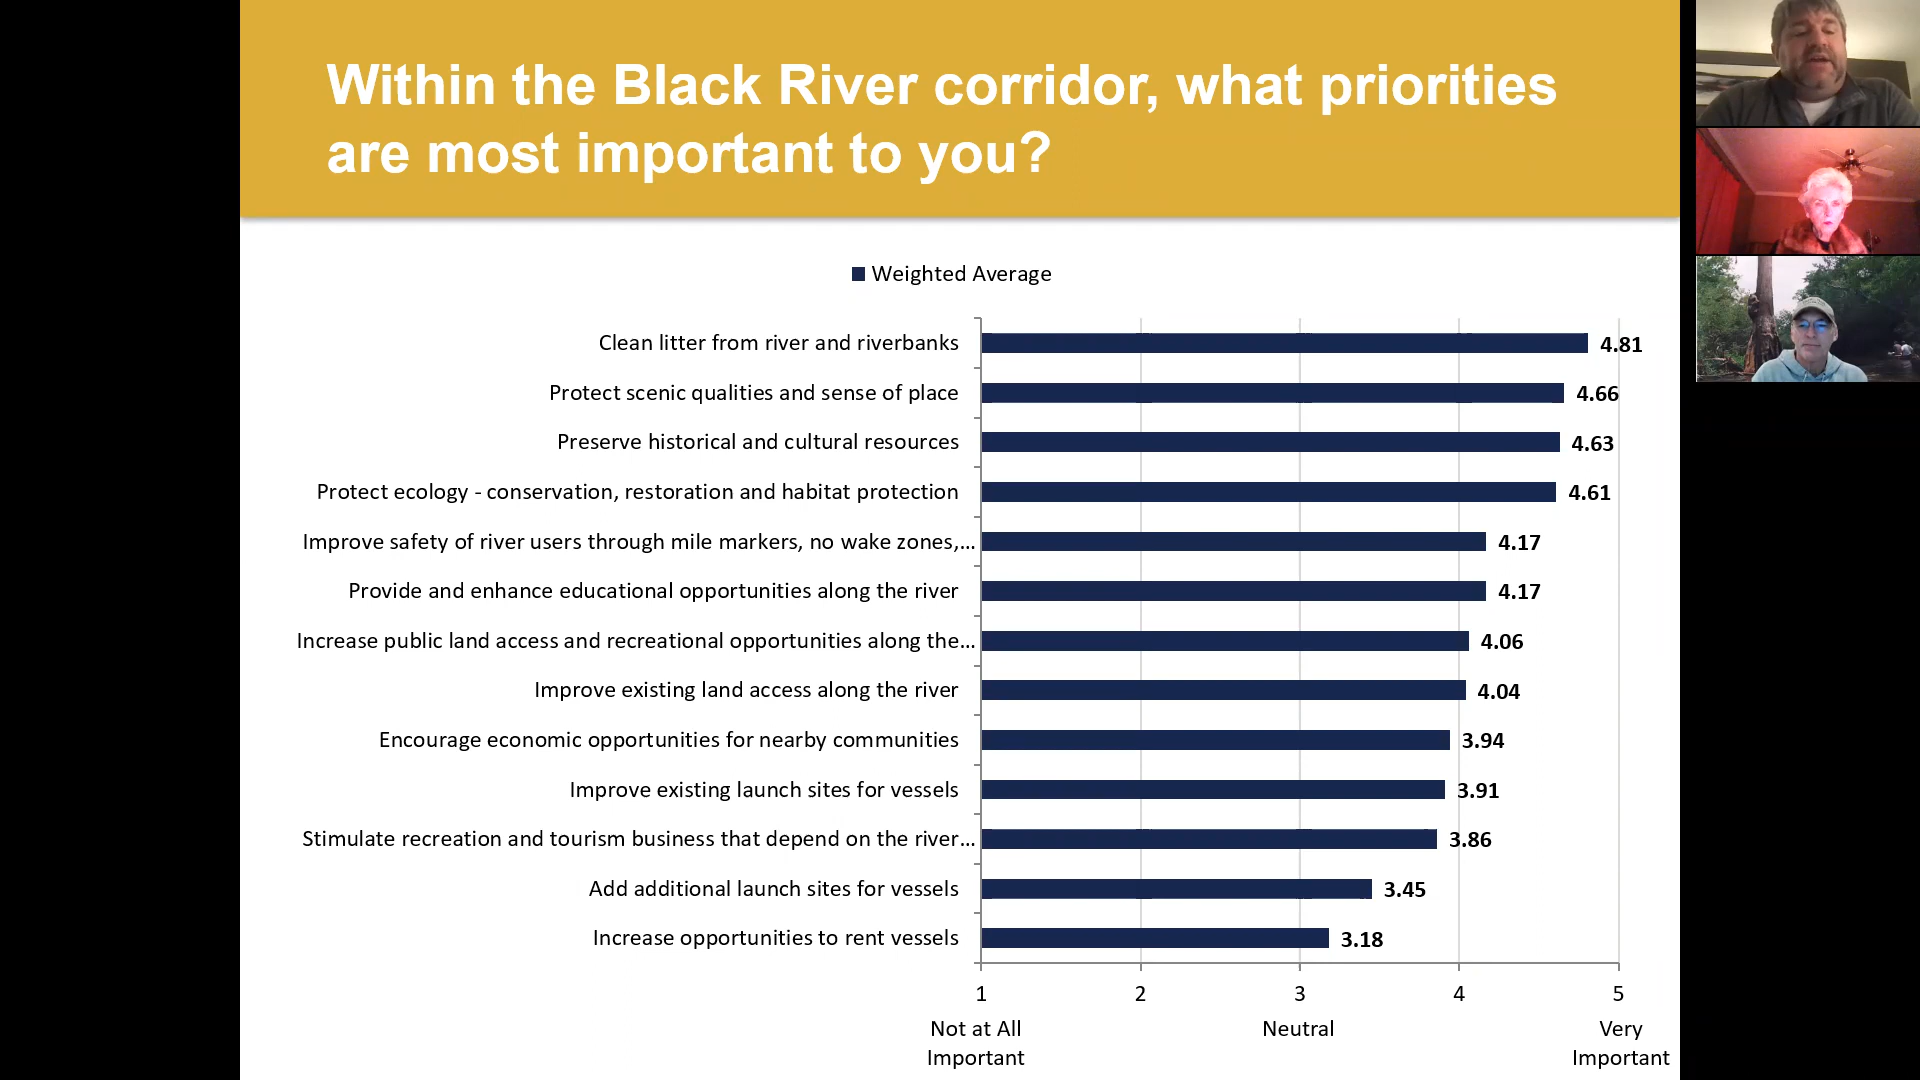 Within the Black River corridor, what priorities
are most important to you?
Weighted Average
Clean litter from river and riverbanks 4.81
Protect scenic qualities and sense of place 4.66
Preserve historical and cultural resources 4.63
Protect ecology - conservation, restoration and habitat protection 4.61
Improve safety of river users through mile markers, no wake zones,... 4.17
Provide and enhance educational opportunities along the river 4.17
Increase public land access and recreational opportunities along the... 4.06
Improve existing land access along the river 4.04
Encourage economic opportunities for nearby communities 3.94
Improve existing launch sites for vessels 3.91
Stimulate recreation and tourism business that depend on the river... 3.86
Add additional launch sites for vessels 3.45
Increase opportunities to rent vessels 3.18
1 2 3 4 5
Not at All Neutral Very
Important Important